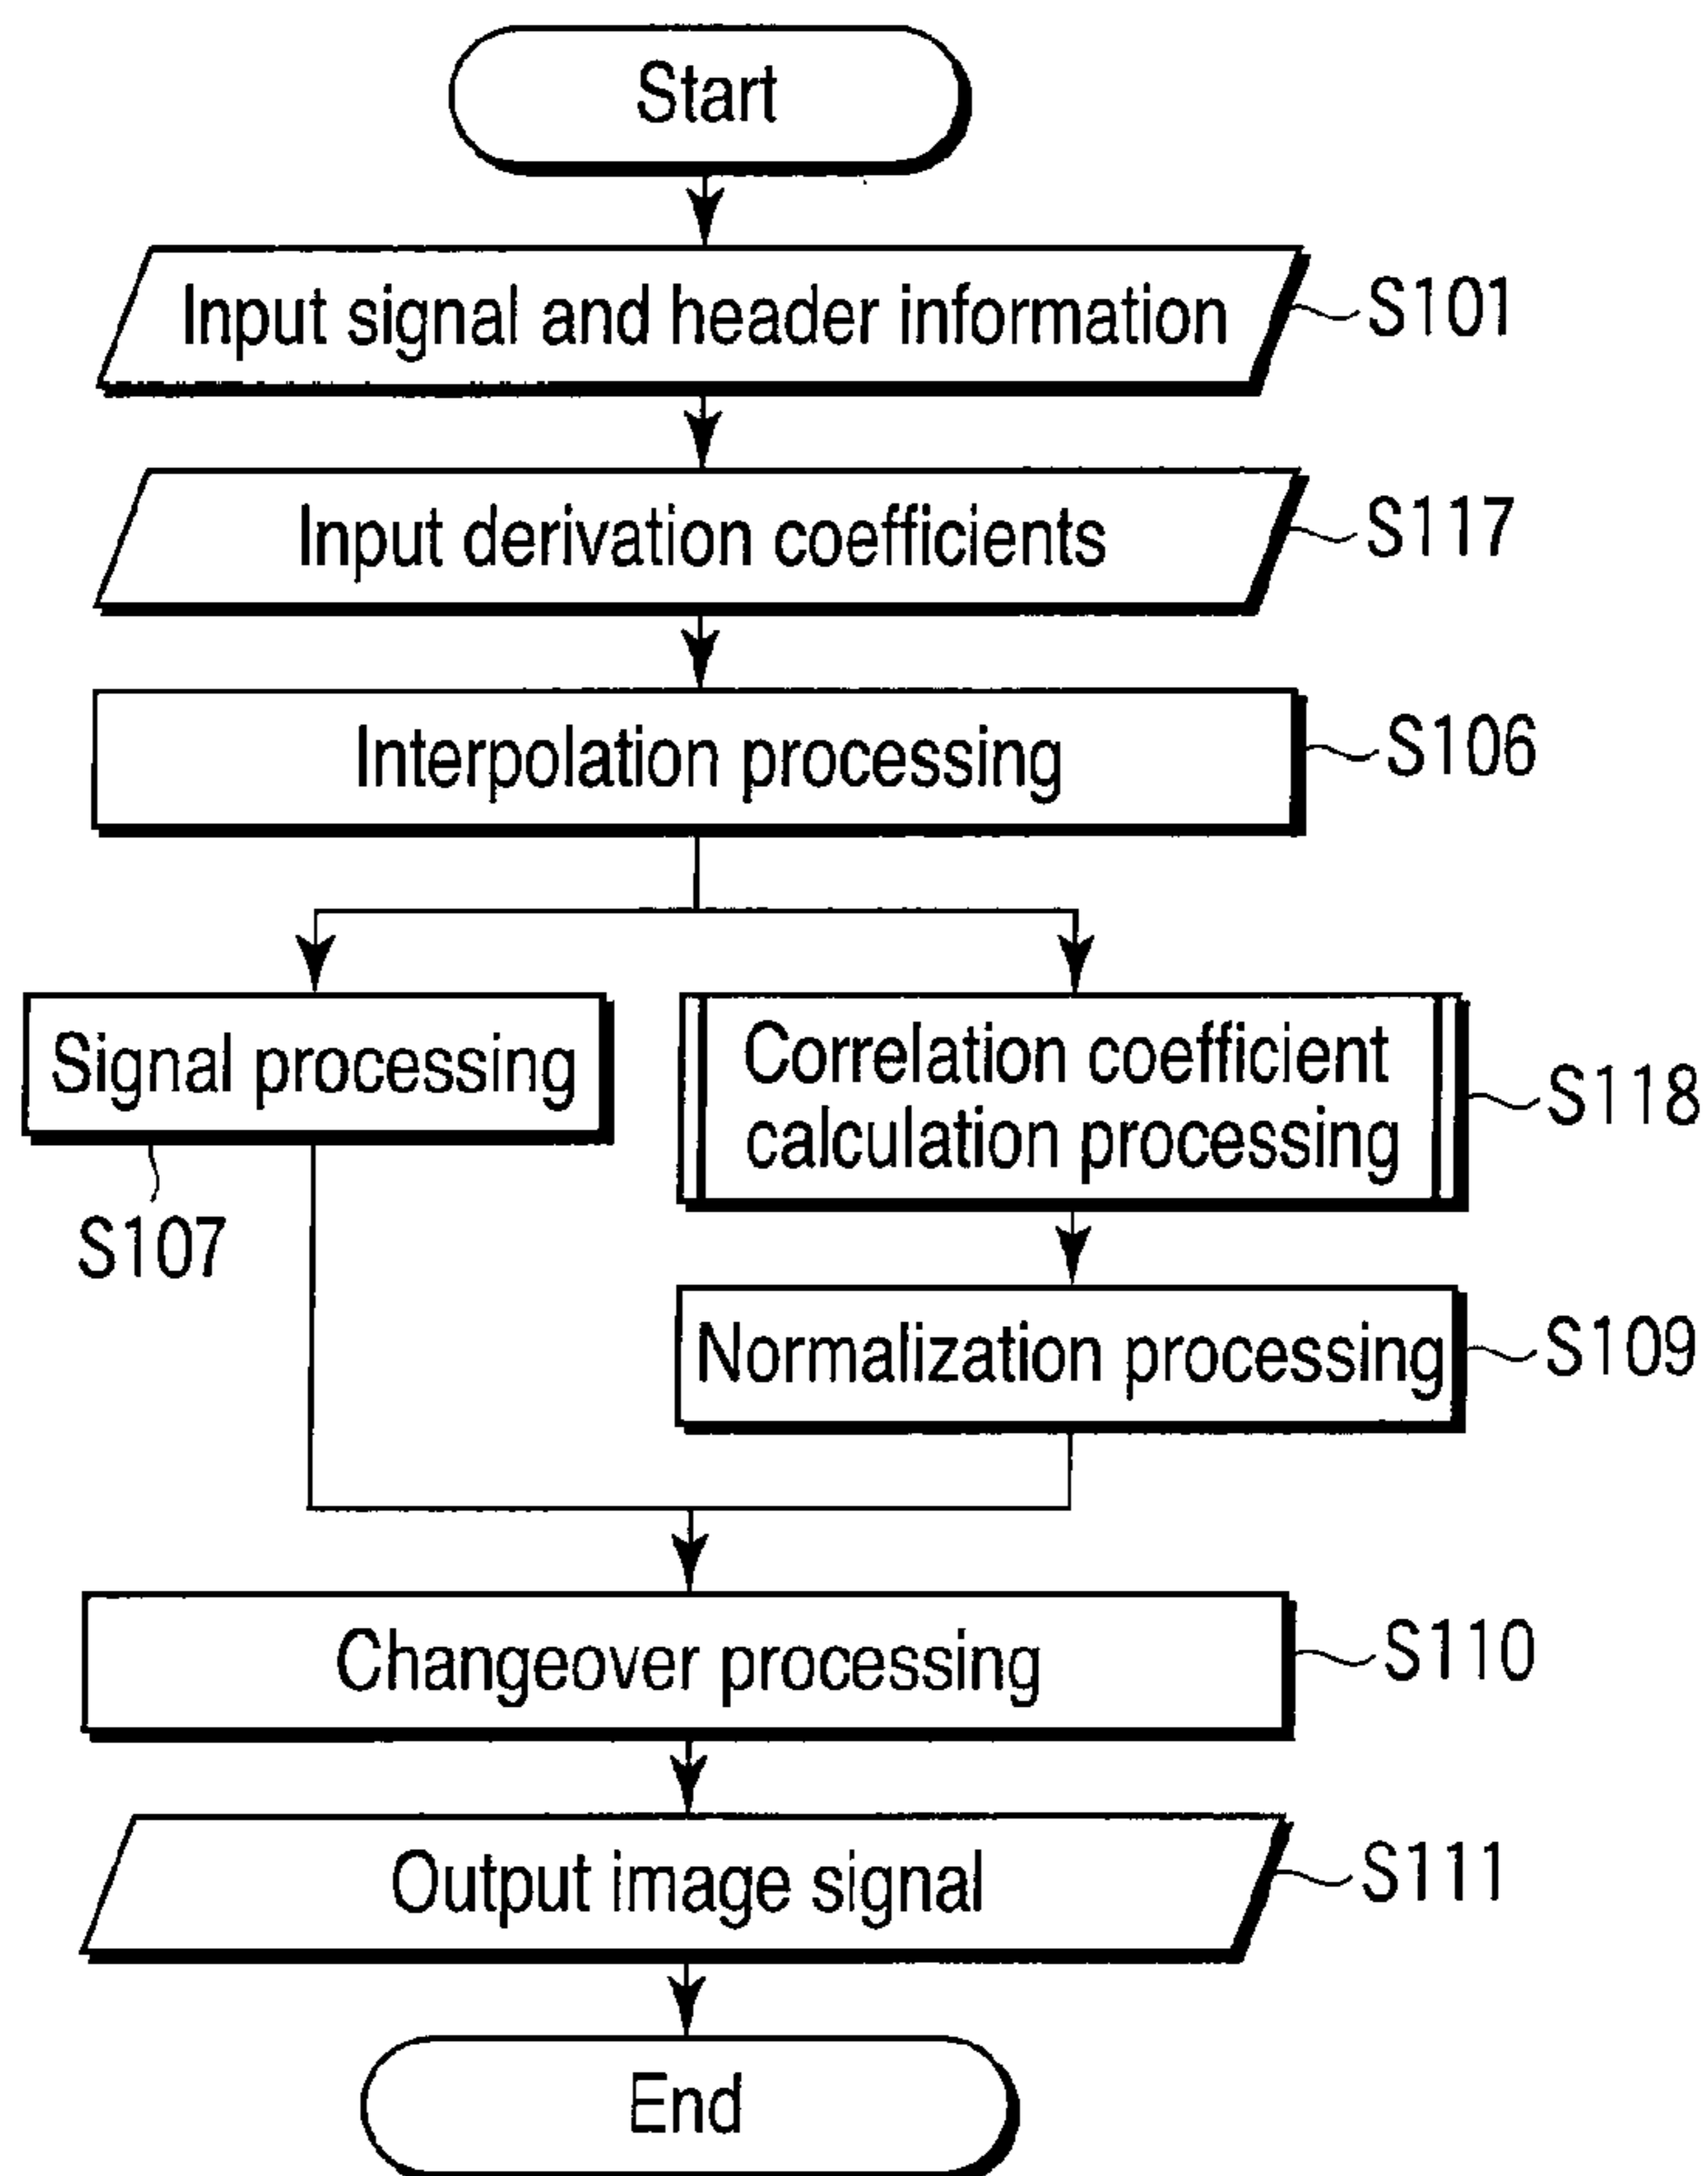 Start
Input signal and header information
S101
Input derivation coefficients
S117
Interpolation processing
S106
Signal processing
S107
Correlation coefficient
calculation processing
S118
Normalization processing
S109
Changeover processing
S110
Output image signal
S111
End